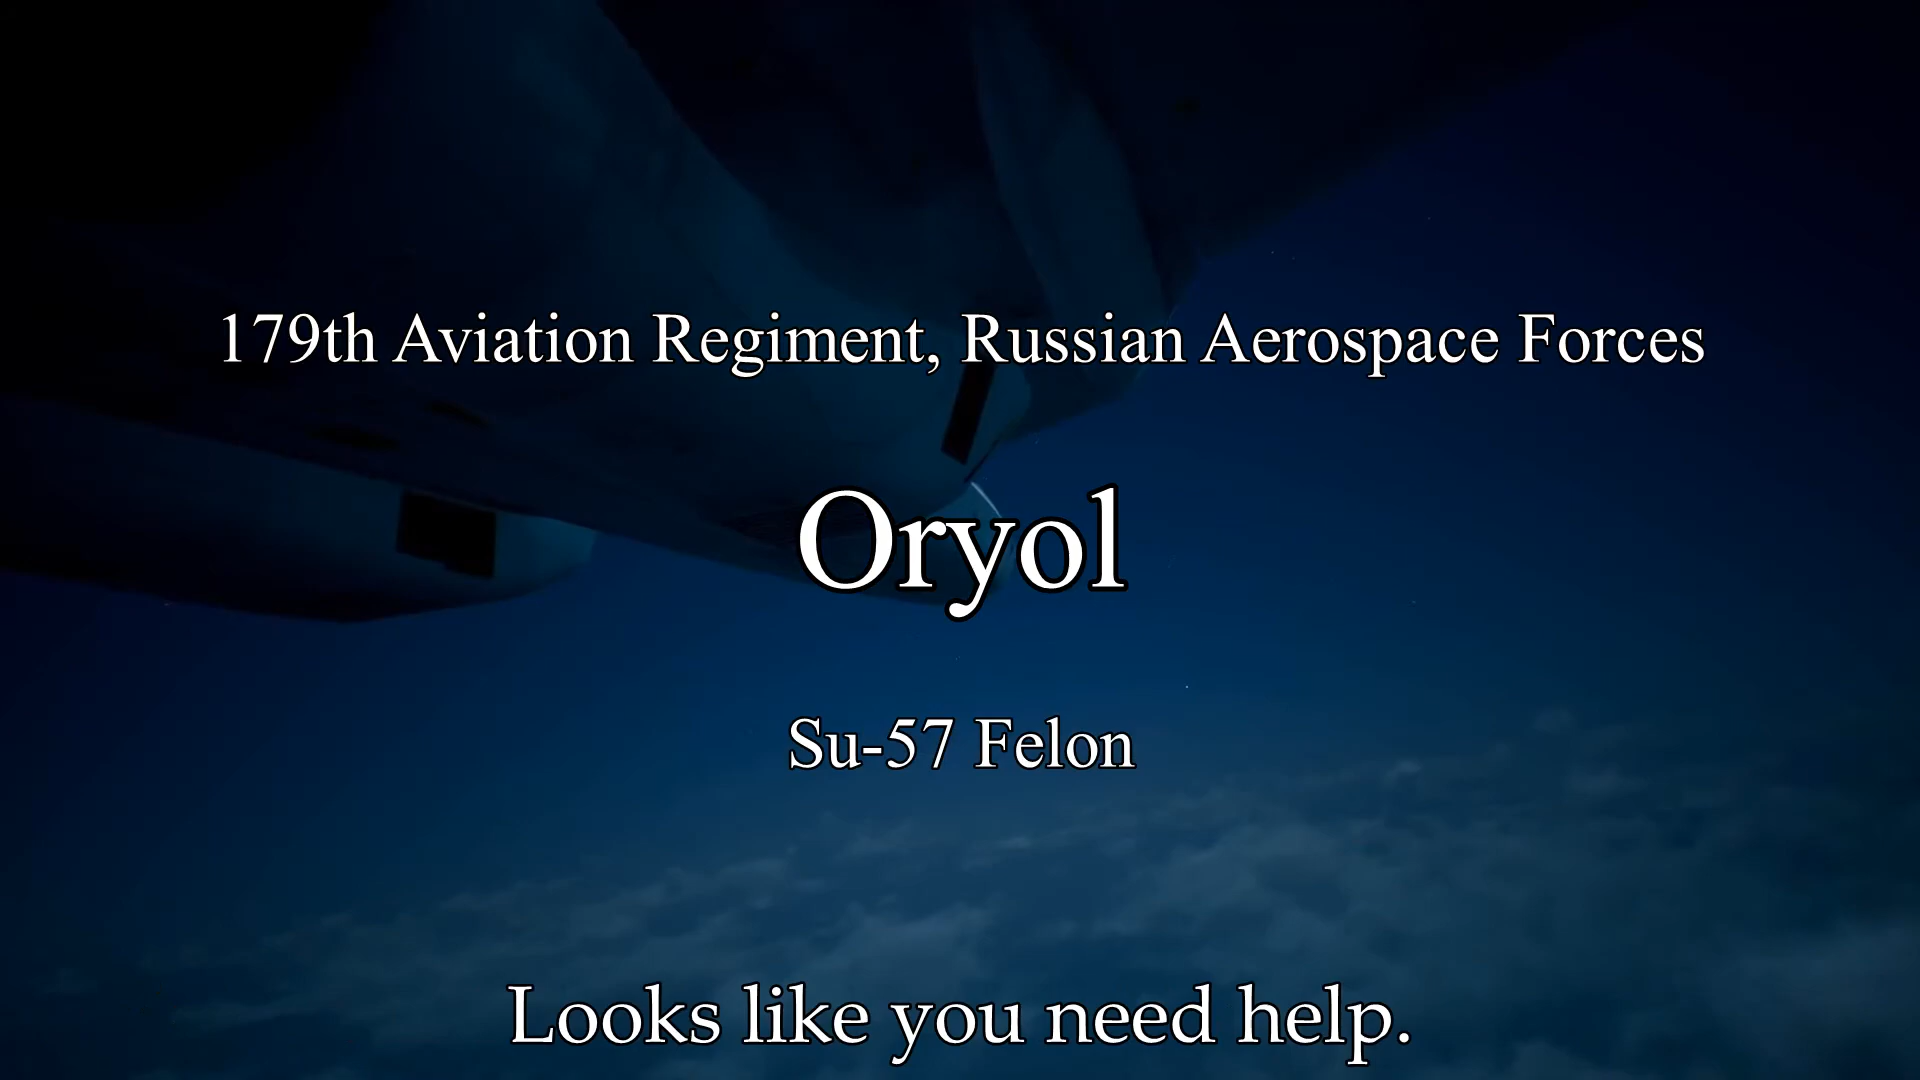 179th Aviation Regiment, Russian Aerospace Forces
Oryol
Su-57 Felon
Looks like you need help.